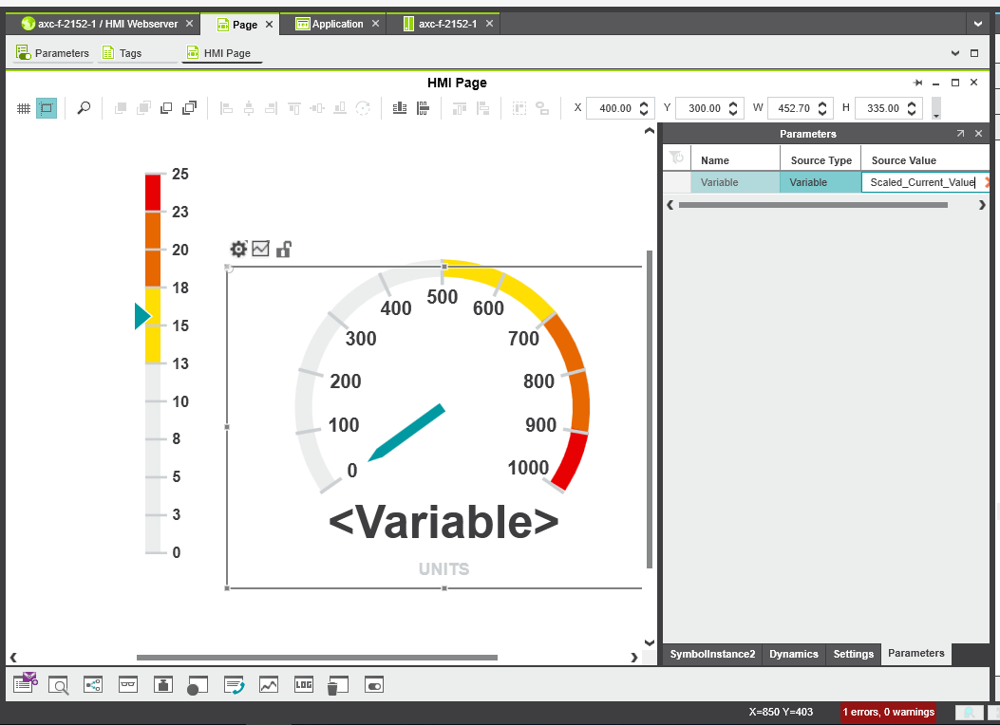 axc-f-2152-1 / HMI Webserver
Page
Application
axc-f-2152-1
Parameters
Tags
HMI Page
HMI Page
X 400.00 Y 300.00 W 452.70 H 335.00
Parameters
Name Source Type Source Value
Variable Variable Scaled_Current_Value
25
23
20
18
15
13
10
8
5
3
0
0
100
200
300
400
500
600
700
800
900
1000
<Variable>
UNITS
SymbolInstance2 Dynamics Settings Parameters
LOG
X=850 Y=403 1 errors, 0 warnings